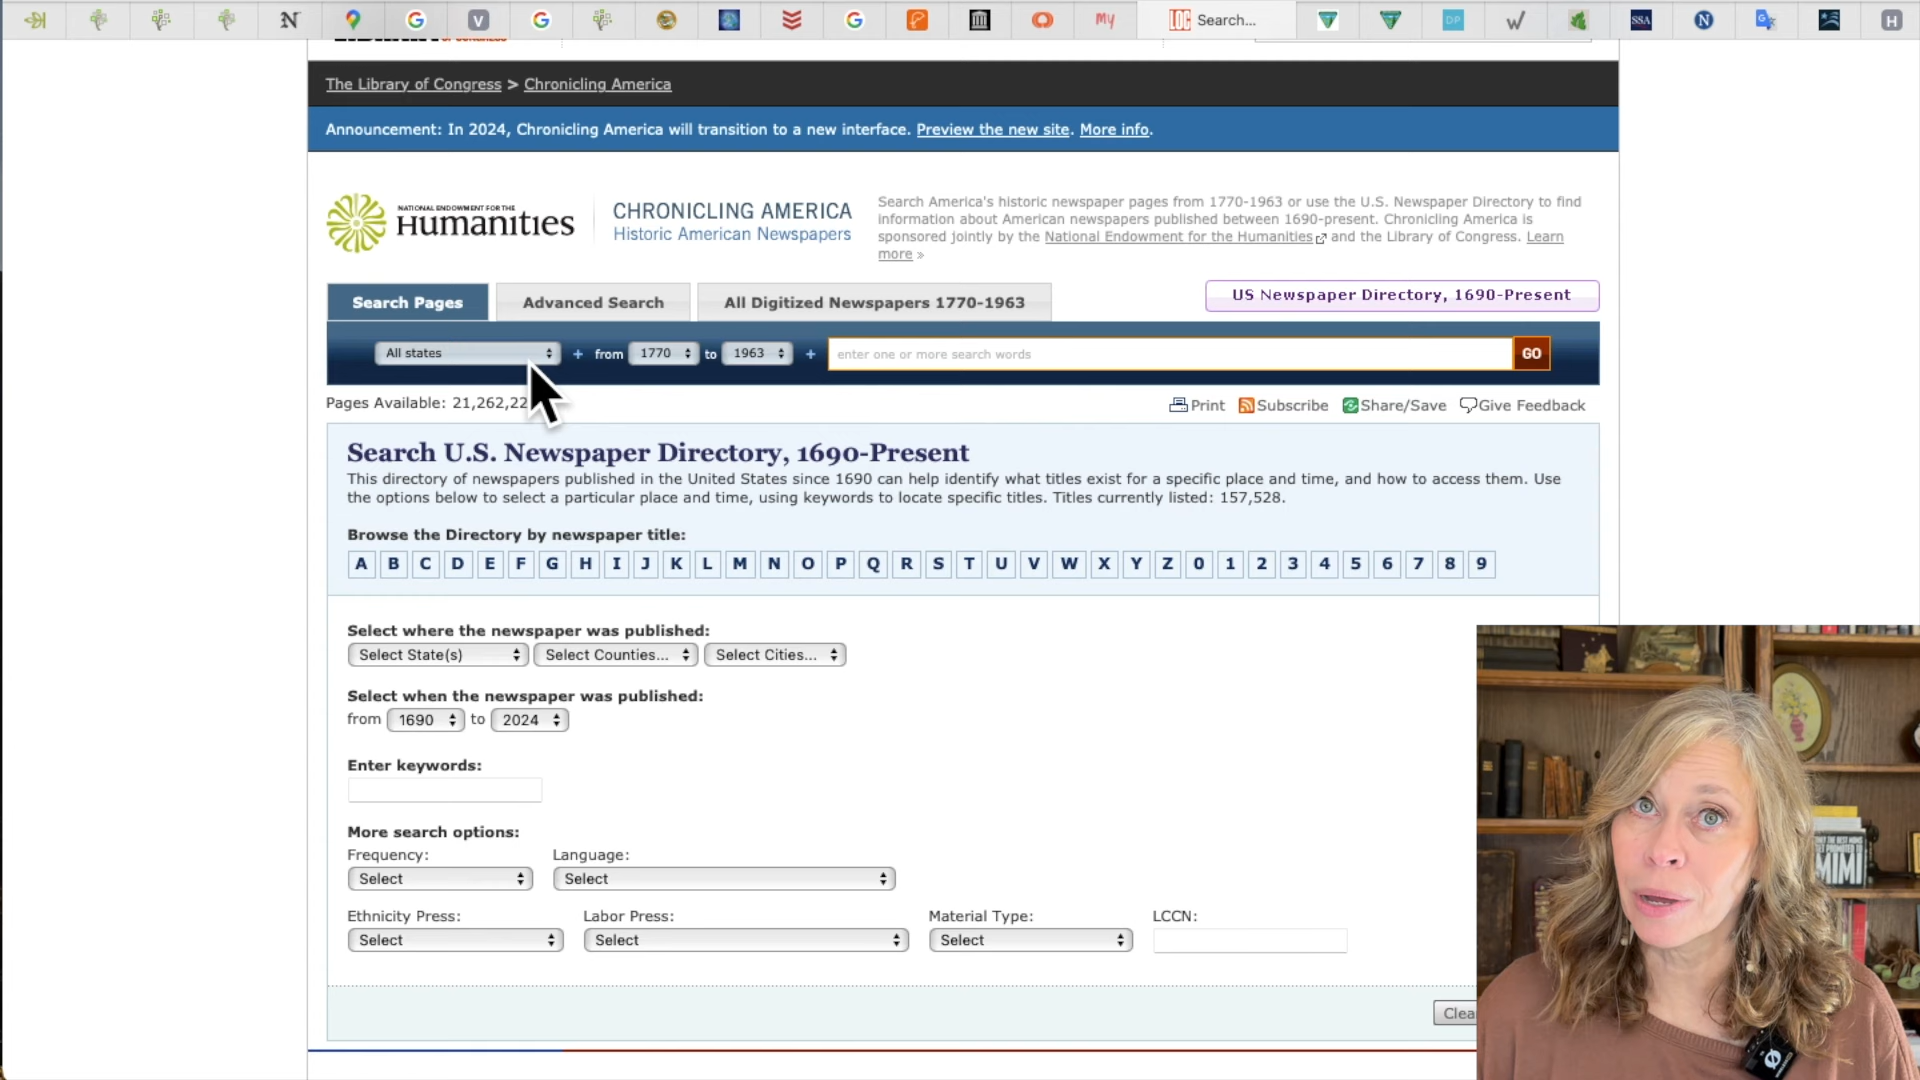 N
G
V
G
G
My
LOC Search...
DP
SSA
N
G
H
The Library of Congress > Chronicling America
Announcement: In 2024, Chronicling America will transition to a new interface. Preview the new site. More info.
NATIONAL ENDOWMENT FOR THE
Humanities
CHRONICLING AMERICA
Historic American Newspapers
Search America's historic newspaper pages from 1770-1963 or use the U.S. Newspaper Directory to find
information about American newspapers published between 1690-present. Chronicling America is
sponsored jointly by the National Endowment for the Humanities and the Library of Congress. Learn
more »
Search Pages
Advanced Search
All Digitized Newspapers 1770-1963
US Newspaper Directory, 1690-Present
All states + from 1770 to 1963 + enter one or more search words GO
Pages Available: 21,262,22
Print Subscribe Share/Save Give Feedback
Search U.S. Newspaper Directory, 1690-Present
This directory of newspapers published in the United States since 1690 can help identify what titles exist for a specific place and time, and how to access them. Use
the options below to select a particular place and time, using keywords to locate specific titles. Titles currently listed: 157,528.
Browse the Directory by newspaper title:
A B C D E F G H I J K L M N O P Q R S T U V W X Y Z 0 1 2 3 4 5 6 7 8 9
Select where the newspaper was published:
Select State(s) Select Counties... Select Cities...
Select when the newspaper was published:
from 1690 to 2024
Enter keywords:
More search options:
Frequency: Language:
Select Select
Ethnicity Press: Labor Press: Material Type: LCCN:
Select Select Select
Clea
MIMI